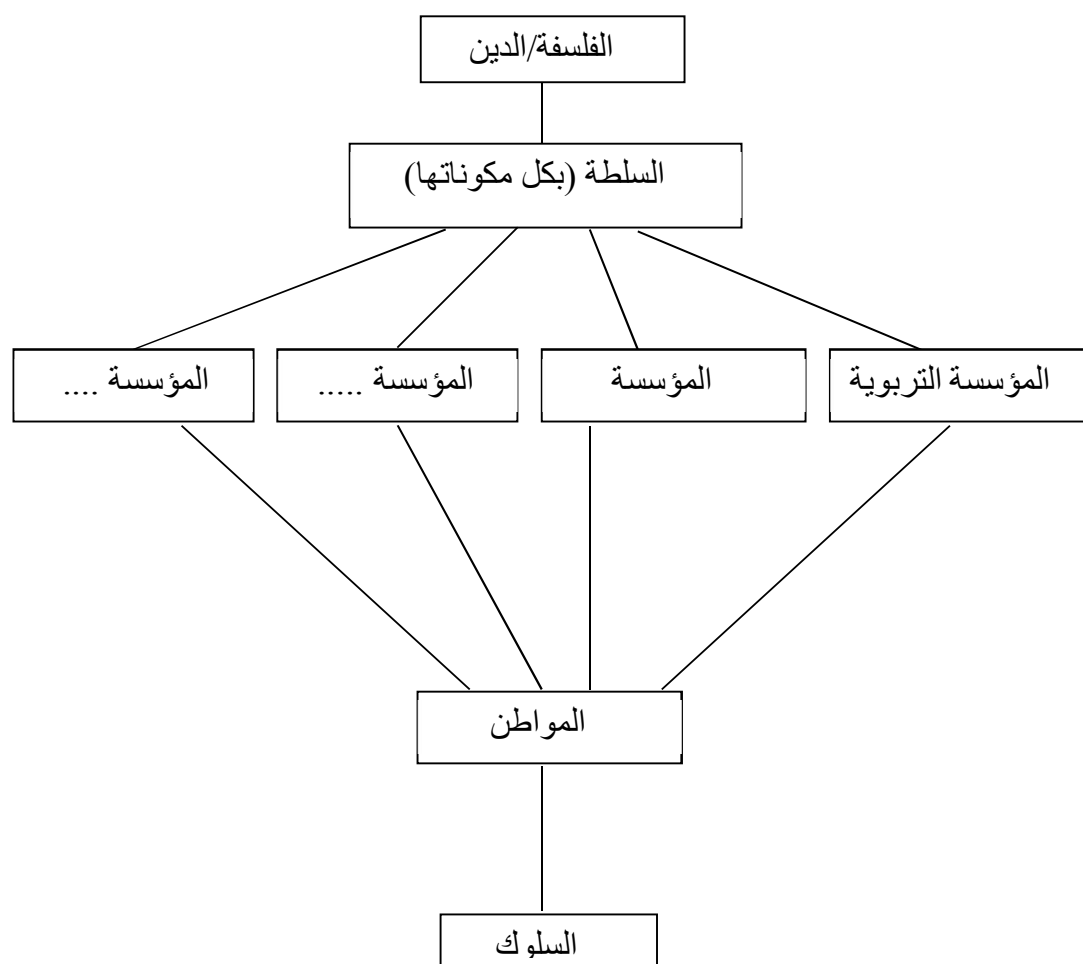 الفلسفة/الدين
السلطة (بكل مكوناتها)
المؤسسة التربوية
المؤسسة
المؤسسة .....
المؤسسة ....
المواطن
السلوك